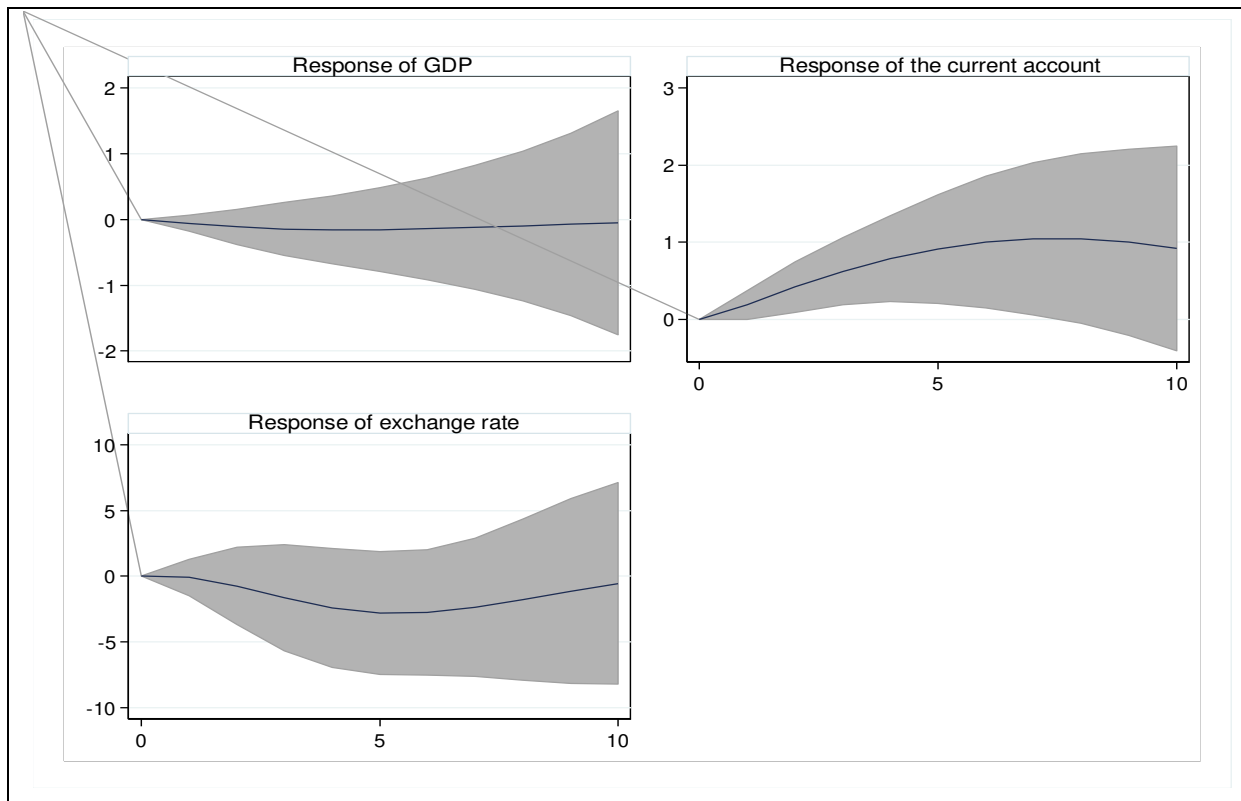 Response of GDP
2
1
0
-1
-2
Response of the current account
3
2
1
0
0 5 10
Response of exchange rate
10
5
0
-5
-10
0 5 10